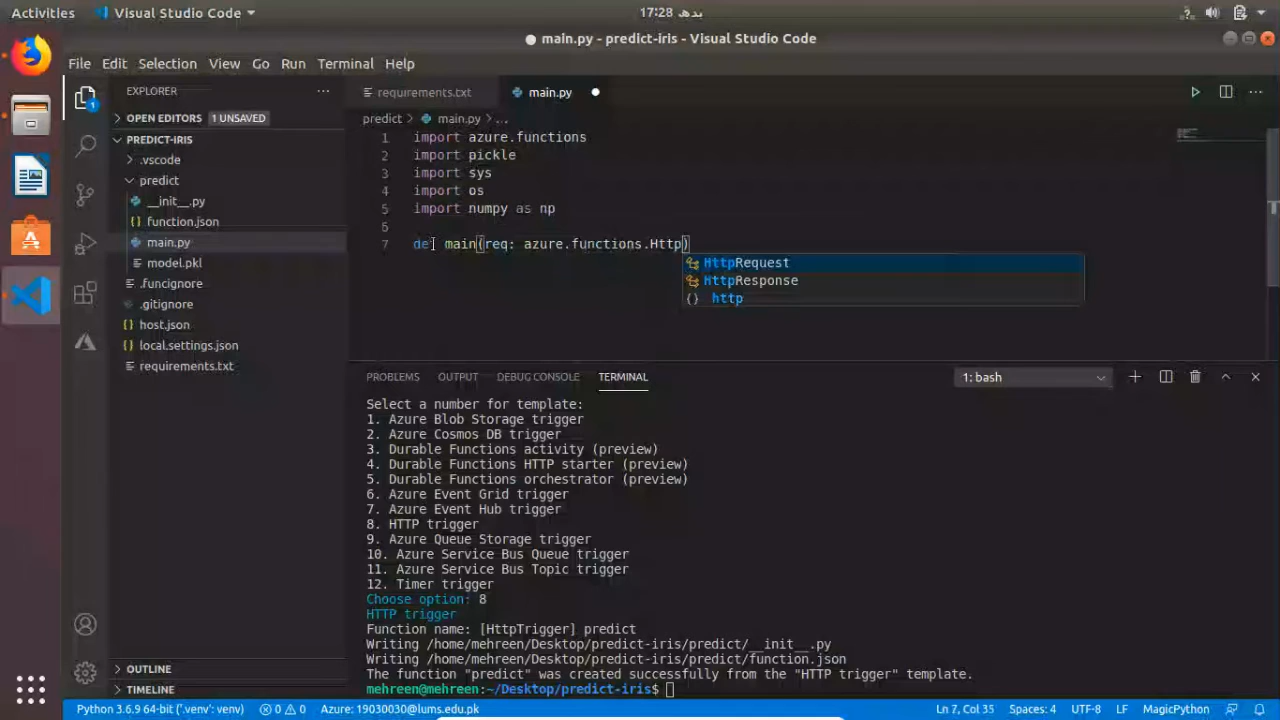 Activities
Visual Studio Code
بدھ 17:28
main.py - predict-iris - Visual Studio Code
File Edit Selection View Go Run Terminal Help
EXPLORER
requirements.txt
main.py
OPEN EDITORS 1 UNSAVED
predict > main.py > ...
PREDICT-IRIS
.vscode
predict
__init__.py
function.json
main.py
model.pkl
.funcignore
.gitignore
host.json
local.settings.json
requirements.txt
OUTLINE
TIMELINE
1
1 import azure.functions
2 import pickle
3 import sys
4 import os
5 import numpy as np
6
7 def main(req: azure.functions.Http)
HttpRequest
HttpResponse
{} http
PROBLEMS OUTPUT DEBUG CONSOLE TERMINAL
1: bash
Select a number for template:
1. Azure Blob Storage trigger
2. Azure Cosmos DB trigger
3. Durable Functions activity (preview)
4. Durable Functions HTTP starter (preview)
5. Durable Functions orchestrator (preview)
6. Azure Event Grid trigger
7. Azure Event Hub trigger
8. HTTP trigger
9. Azure Queue Storage trigger
10. Azure Service Bus Queue trigger
11. Azure Service Bus Topic trigger
12. Timer trigger
Choose option: 8
HTTP trigger
Function name: [HttpTrigger] predict
Writing /home/mehreen/Desktop/predict-iris/predict/__init__.py
Writing /home/mehreen/Desktop/predict-iris/predict/function.json
The function "predict" was created successfully from the "HTTP trigger" template.
mehreen@mehreen:~/Desktop/predict-iris$
Python 3.6.9 64-bit ('.venv': venv) 0 0 Azure: 19030030@lums.edu.pk Ln 7, Col 35 Spaces: 4 UTF-8 LF MagicPython